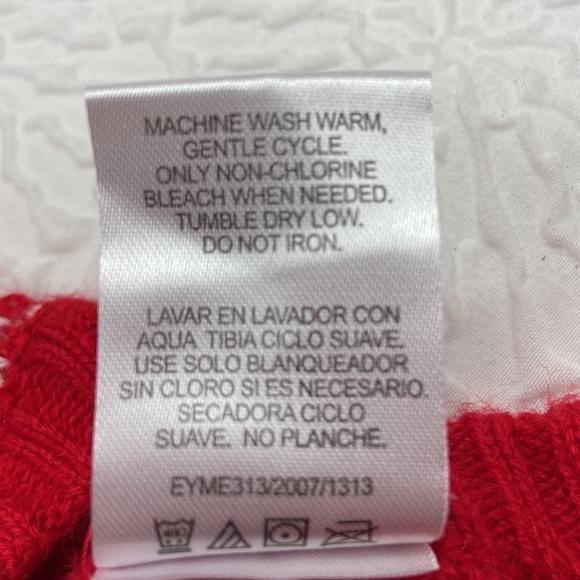 MACHINE WASH WARM,
GENTLE CYCLE.
ONLY NON-CHLORINE
BLEACH WHEN NEEDED.
TUMBLE DRY LOW.
DO NOT IRON.
LAVAR EN LAVADOR CON
AQUA TIBIA CICLO SUAVE.
USE SOLO BLANQUEADOR
SIN CLORO SI ES NECESARIO.
SECADORA CICLO
SUAVE. NO PLANCHE.
EYME313/2007/1313